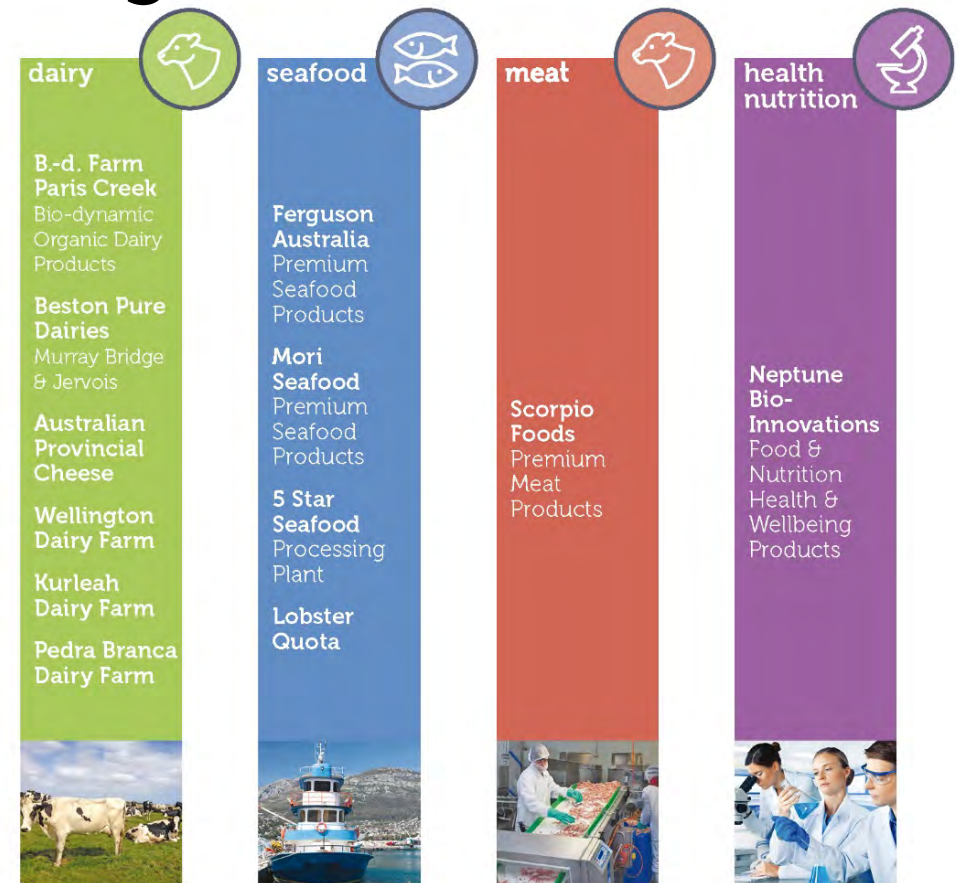 dairy
B.-d. Farm
Paris Creek
Bio-dynamic
Organic Dairy
Products
Beston Pure
Dairies
Murray Bridge
& Jervois
Australian
Provincial
Cheese
Wellington
Dairy Farm
Kurleah
Dairy Farm
Pedra Branca
Dairy Farm
seafood
Ferguson
Australia
Premium
Seafood
Products
Mori
Seafood
Premium
Seafood
Products
5 Star
Seafood
Processing
Plant
Lobster
Quota
meat
Scorpio
Foods
Premium
Meat
Products
health
nutrition
Neptune
Bio-
Innovations
Food &
Nutrition
Health &
Wellbeing
Products